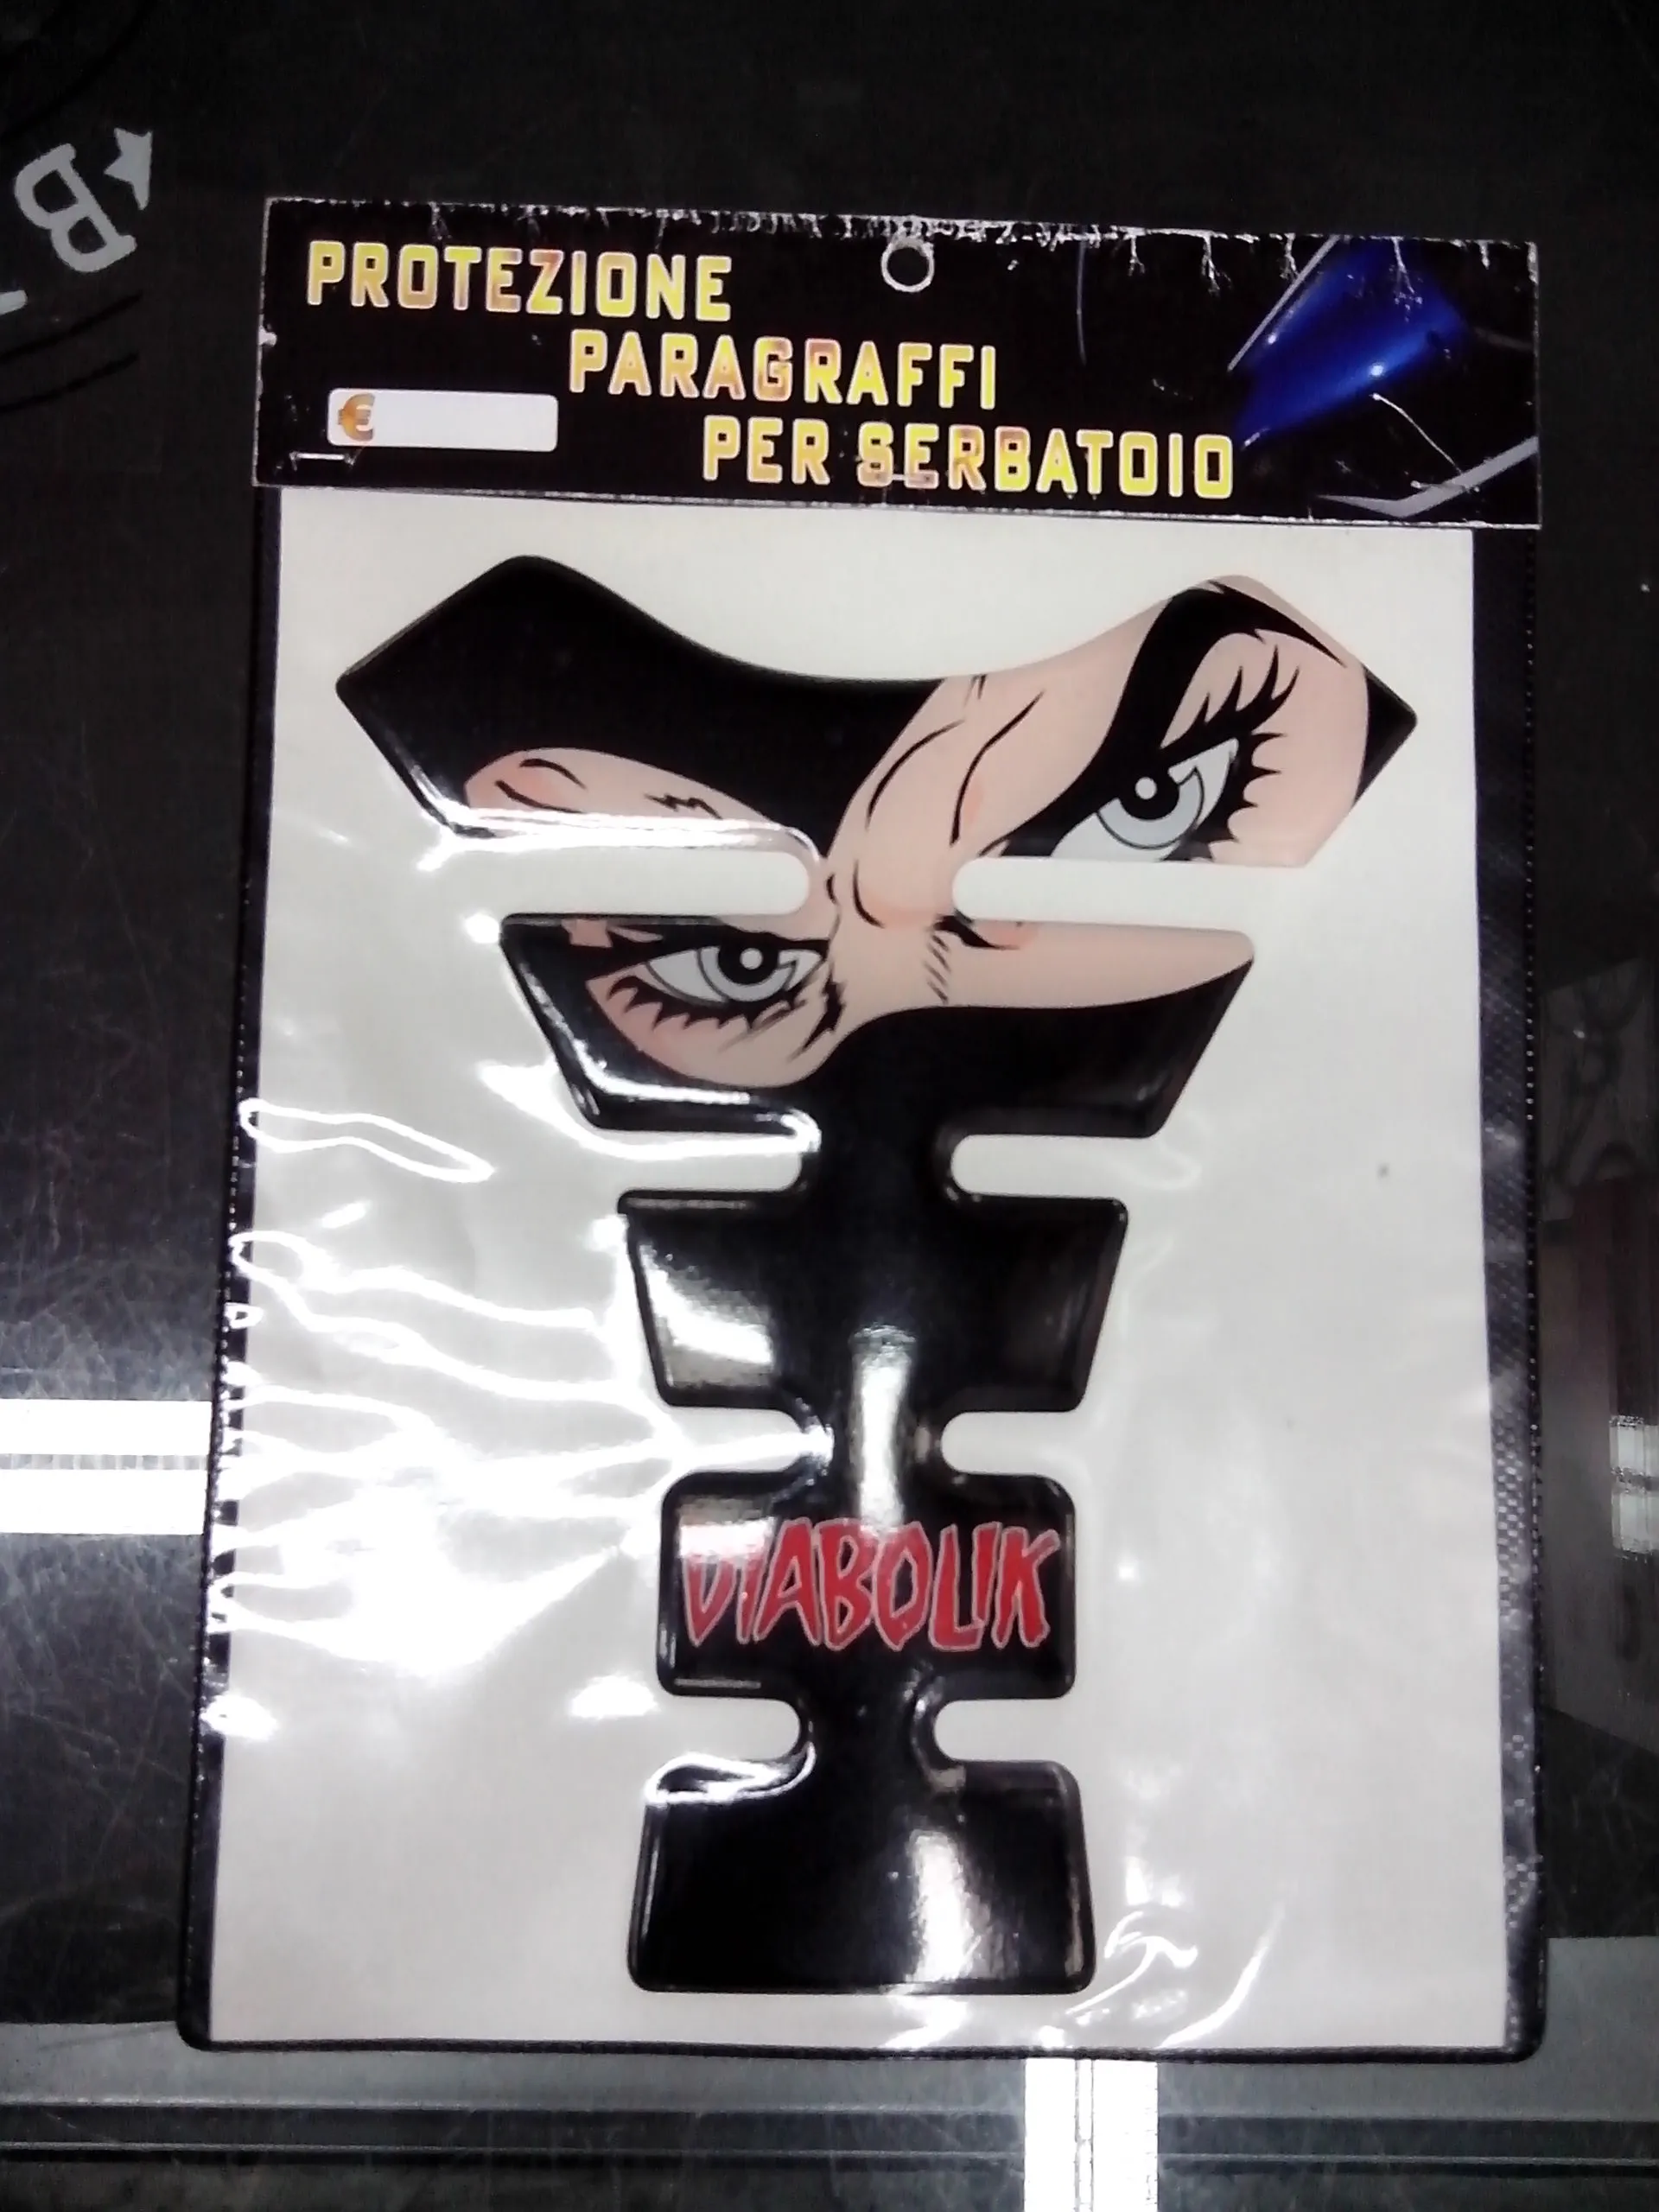 PROTEZIONE
PARAGRAFFI
PER SERBATOIO
€
DIABOLIK
B